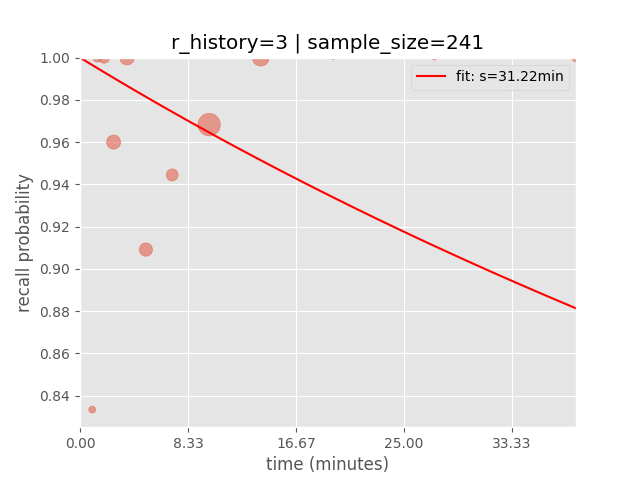 r_history=3 | sample_size=241
fit: s=31.22min
recall probability
1.00
0.98
0.96
0.94
0.92
0.90
0.88
0.86
0.84
0.00 8.33 16.67 25.00 33.33
time (minutes)